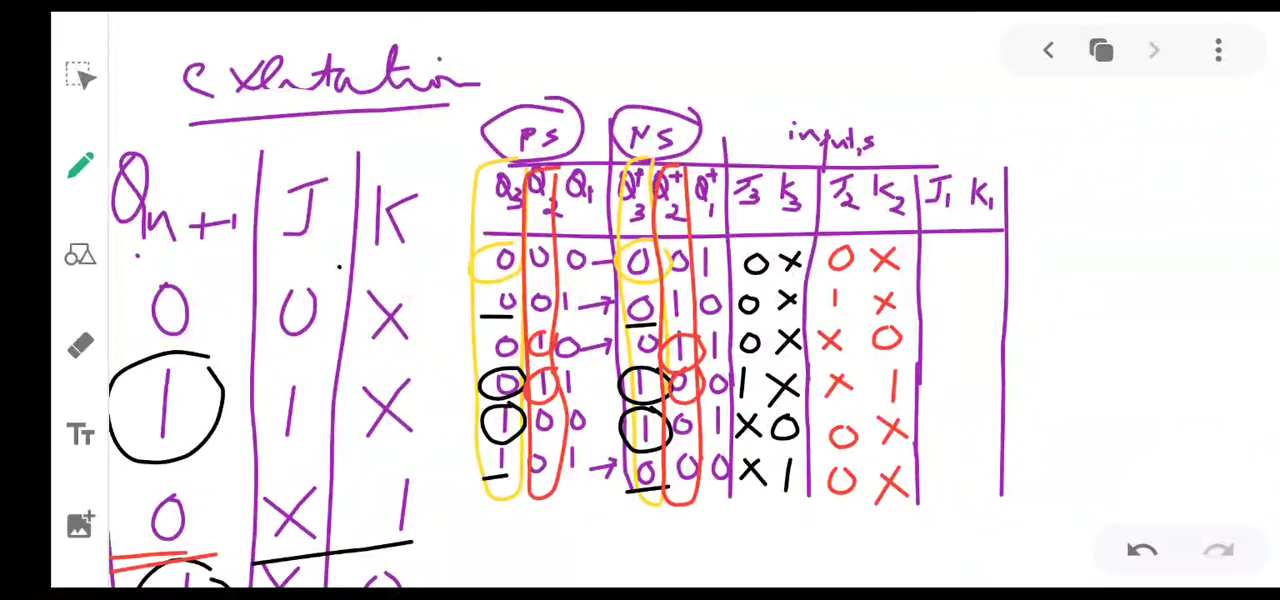 exitation
PS NS inputs
Qn+1 J K
Q3 Q2 Q1 Q3+ Q2+ Q1+ J3 K3 J2 K2 J1 K1
0 0 0 0 0 1 0 X 0 X
0 0 X
0 0 1 → 0 1 0 0 X 1 X
0 1 0 → 0 1 1 0 X X 0
1 1 X
0 1 1 1 0 0 1 X X 1
1 0 0 1 0 1 X 0 0 X
1 0 1 → 0 0 0 X 1 0 X
0 X 1
Tt